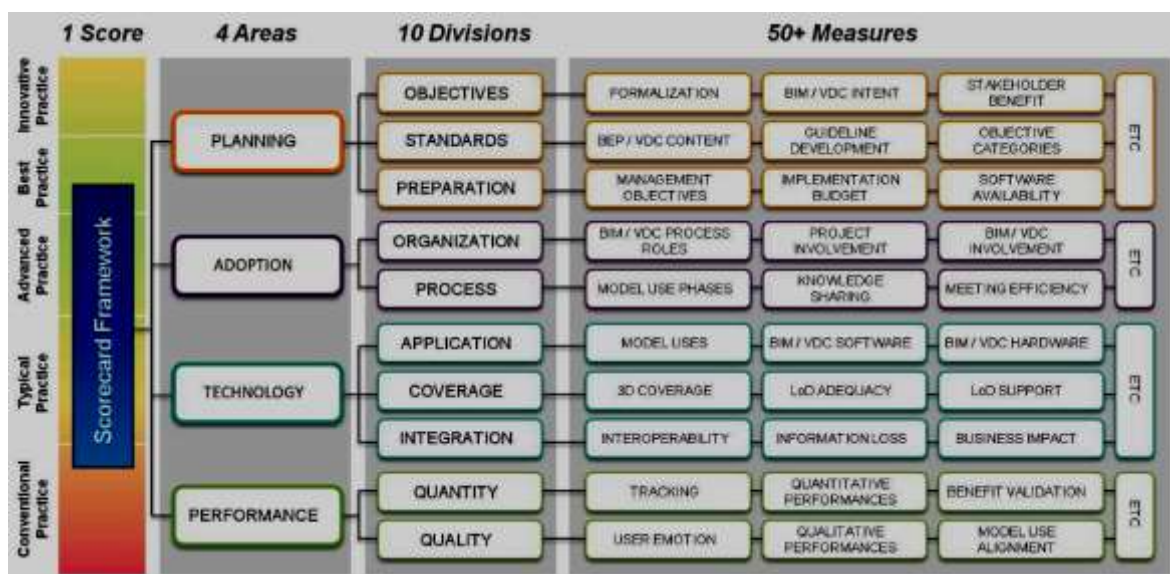 1 Score
4 Areas
10 Divisions
50+ Measures
Innovative
Practice
Best
Practice
Advanced
Practice
Typical
Practice
Conventional
Practice
Scorecard Framework
PLANNING
ADOPTION
TECHNOLOGY
PERFORMANCE
OBJECTIVES
STANDARDS
PREPARATION
ORGANIZATION
PROCESS
APPLICATION
COVERAGE
INTEGRATION
QUANTITY
QUALITY
FORMALIZATION
BIM / VDC INTENT
STAKEHOLDER
BENEFIT
BEP / VDC CONTENT
GUIDELINE
DEVELOPMENT
OBJECTIVE
CATEGORIES
MANAGEMENT
OBJECTIVES
IMPLEMENTATION
BUDGET
SOFTWARE
AVAILABILITY
ETC
BIM / VDC PROCESS
ROLES
PROJECT
INVOLVEMENT
BIM / VDC
INVOLVEMENT
MODEL USE PHASES
KNOWLEDGE
SHARING
MEETING EFFICIENCY
ETC
MODEL USES
BIM / VDC SOFTWARE
BIM / VDC HARDWARE
3D COVERAGE
LoD ADEQUACY
LoD SUPPORT
INTEROPERABILITY
INFORMATION LOSS
BUSINESS IMPACT
ETC
TRACKING
QUANTITATIVE
PERFORMANCES
BENEFIT VALIDATION
USER EMOTION
QUALITATIVE
PERFORMANCES
MODEL USE
ALIGNMENT
ETC